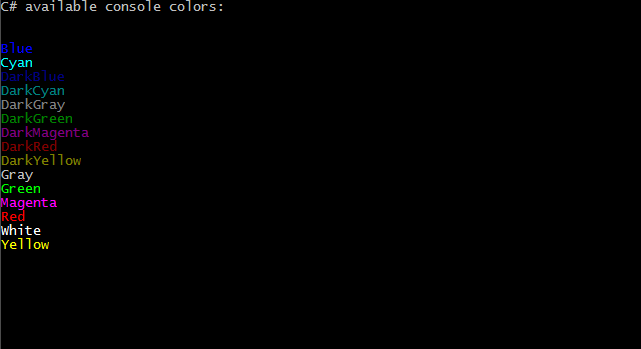 C# available console colors:
Blue
Cyan
DarkBlue
DarkCyan
DarkGray
DarkGreen
DarkMagenta
DarkRed
DarkYellow
Gray
Green
Magenta
Red
White
Yellow